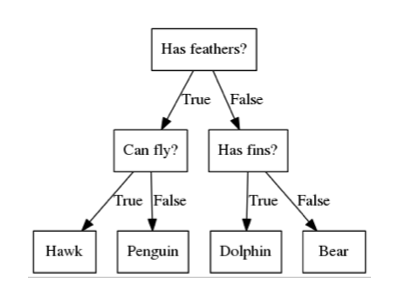 Has feathers?
True False
Can fly? Has fins?
True False True False
Hawk Penguin Dolphin Bear